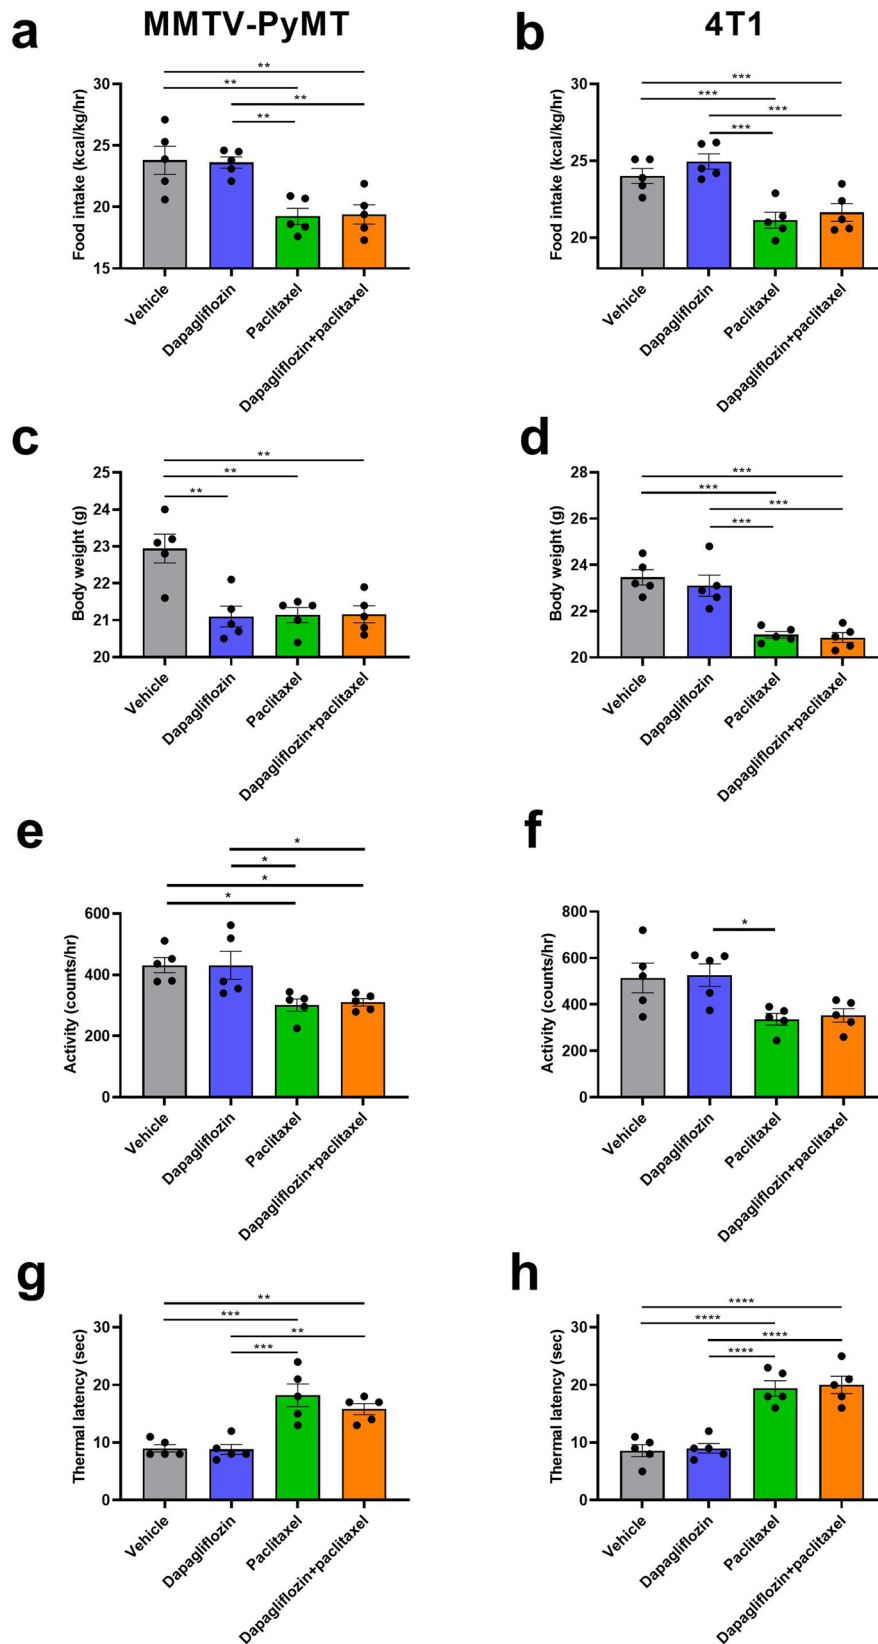 a
MMTV-PyMT
b
4T1
**
**
**
**
Food intake (kcal/kg/hr)
30
25
20
15
Vehicle
Dapagliflozin
Paclitaxel
Dapagliflozin+paclitaxel
***
***
***
***
Food intake (kcal/kg/hr)
30
25
20
Vehicle
Dapagliflozin
Paclitaxel
Dapagliflozin+paclitaxel
c
**
**
**
Body weight (g)
25
24
23
22
21
20
Vehicle
Dapagliflozin
Paclitaxel
Dapagliflozin+paclitaxel
d
***
***
***
***
Body weight (g)
28
26
24
22
20
Vehicle
Dapagliflozin
Paclitaxel
Dapagliflozin+paclitaxel
e
*
*
*
*
Activity (counts/hr)
600
400
200
0
Vehicle
Dapagliflozin
Paclitaxel
Dapagliflozin+paclitaxel
f
*
Activity (counts/hr)
800
600
400
200
0
Vehicle
Dapagliflozin
Paclitaxel
Dapagliflozin+paclitaxel
g
**
***
**
***
Thermal latency (sec)
30
20
10
0
Vehicle
Dapagliflozin
Paclitaxel
Dapagliflozin+paclitaxel
h
****
****
****
****
Thermal latency (sec)
30
20
10
0
Vehicle
Dapagliflozin
Paclitaxel
Dapagliflozin+paclitaxel